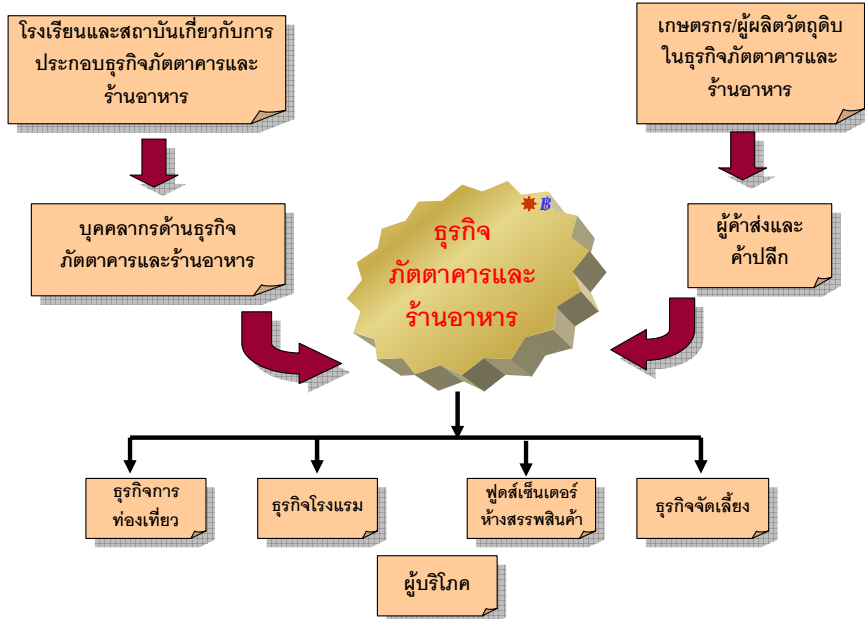 โรงเรียนและสถาบันเกี่ยวกับการ
ประกอบธุรกิจภัตตาคารและ
ร้านอาหาร
เกษตรกร/ผู้ผลิตวัตถุดิบ
ในธุรกิจภัตตาคารและ
ร้านอาหาร
บุคคลากรด้านธุรกิจ
ภัตตาคารและร้านอาหาร
ธุรกิจ
ภัตตาคารและ
ร้านอาหาร
฿
ผู้ค้าส่งและ
ค้าปลีก
ธุรกิจการ
ท่องเที่ยว
ธุรกิจโรงแรม
ฟูดส์เซ็นเตอร์
ห้างสรรพสินค้า
ธุรกิจจัดเลี้ยง
ผู้บริโภค